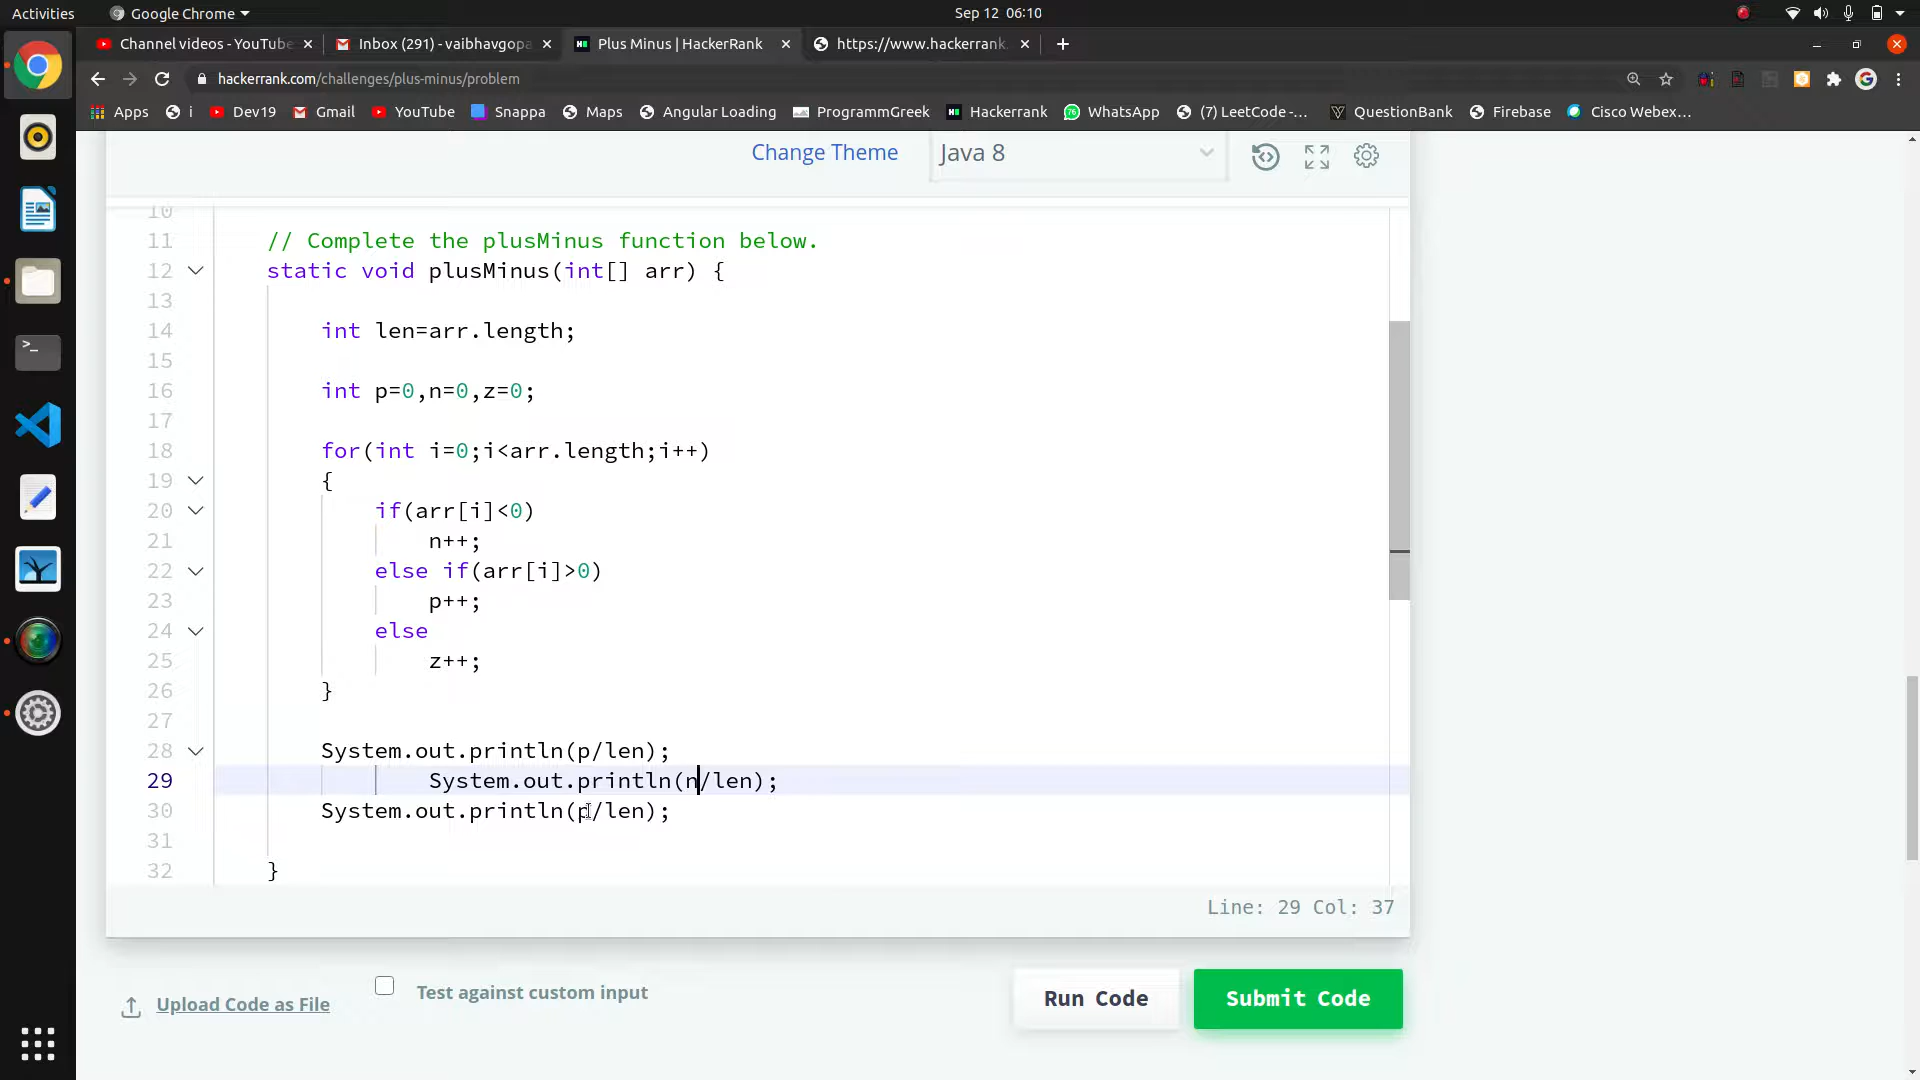 Activities
Google Chrome
Sep 12 06:10
Channel videos - YouTube
Inbox (291) - vaibhavgopa
Plus Minus | HackerRank
https://www.hackerrank.
hackerrank.com/challenges/plus-minus/problem
Apps
i
Dev19
Gmail
YouTube
Snappa
Maps
Angular Loading
ProgrammGreek
Hackerrank
WhatsApp
(7) LeetCode -...
QuestionBank
Firebase
Cisco Webex...
Change Theme
Java 8
10
11 // Complete the plusMinus function below.
12 static void plusMinus(int[] arr) {
13
14 int len=arr.length;
15
16 int p=0,n=0,z=0;
17
18 for(int i=0;i<arr.length;i++)
19 {
20 if(arr[i]<0)
21 n++;
22 else if(arr[i]>0)
23 p++;
24 else
25 z++;
26 }
27
28 System.out.println(p/len);
29 System.out.println(n/len);
30 System.out.println(p/len);
31
32 }
Line: 29 Col: 37
Upload Code as File
Test against custom input
Run Code
Submit Code